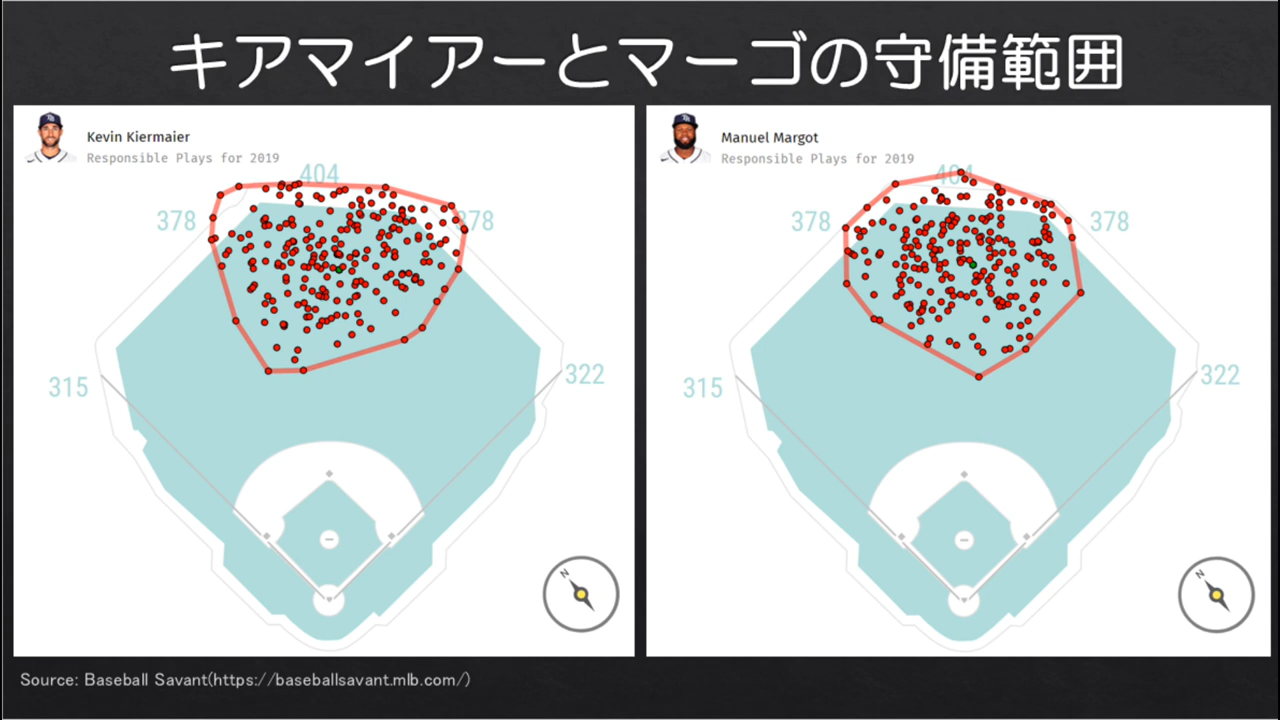 キアマイアーとマーゴの守備範囲
Kevin Kiermaier
Responsible Plays for 2019
404
378
378
315
322
N
Manuel Margot
Responsible Plays for 2019
404
378
378
315
322
N
Source: Baseball Savant(https://baseballsavant.mlb.com/)